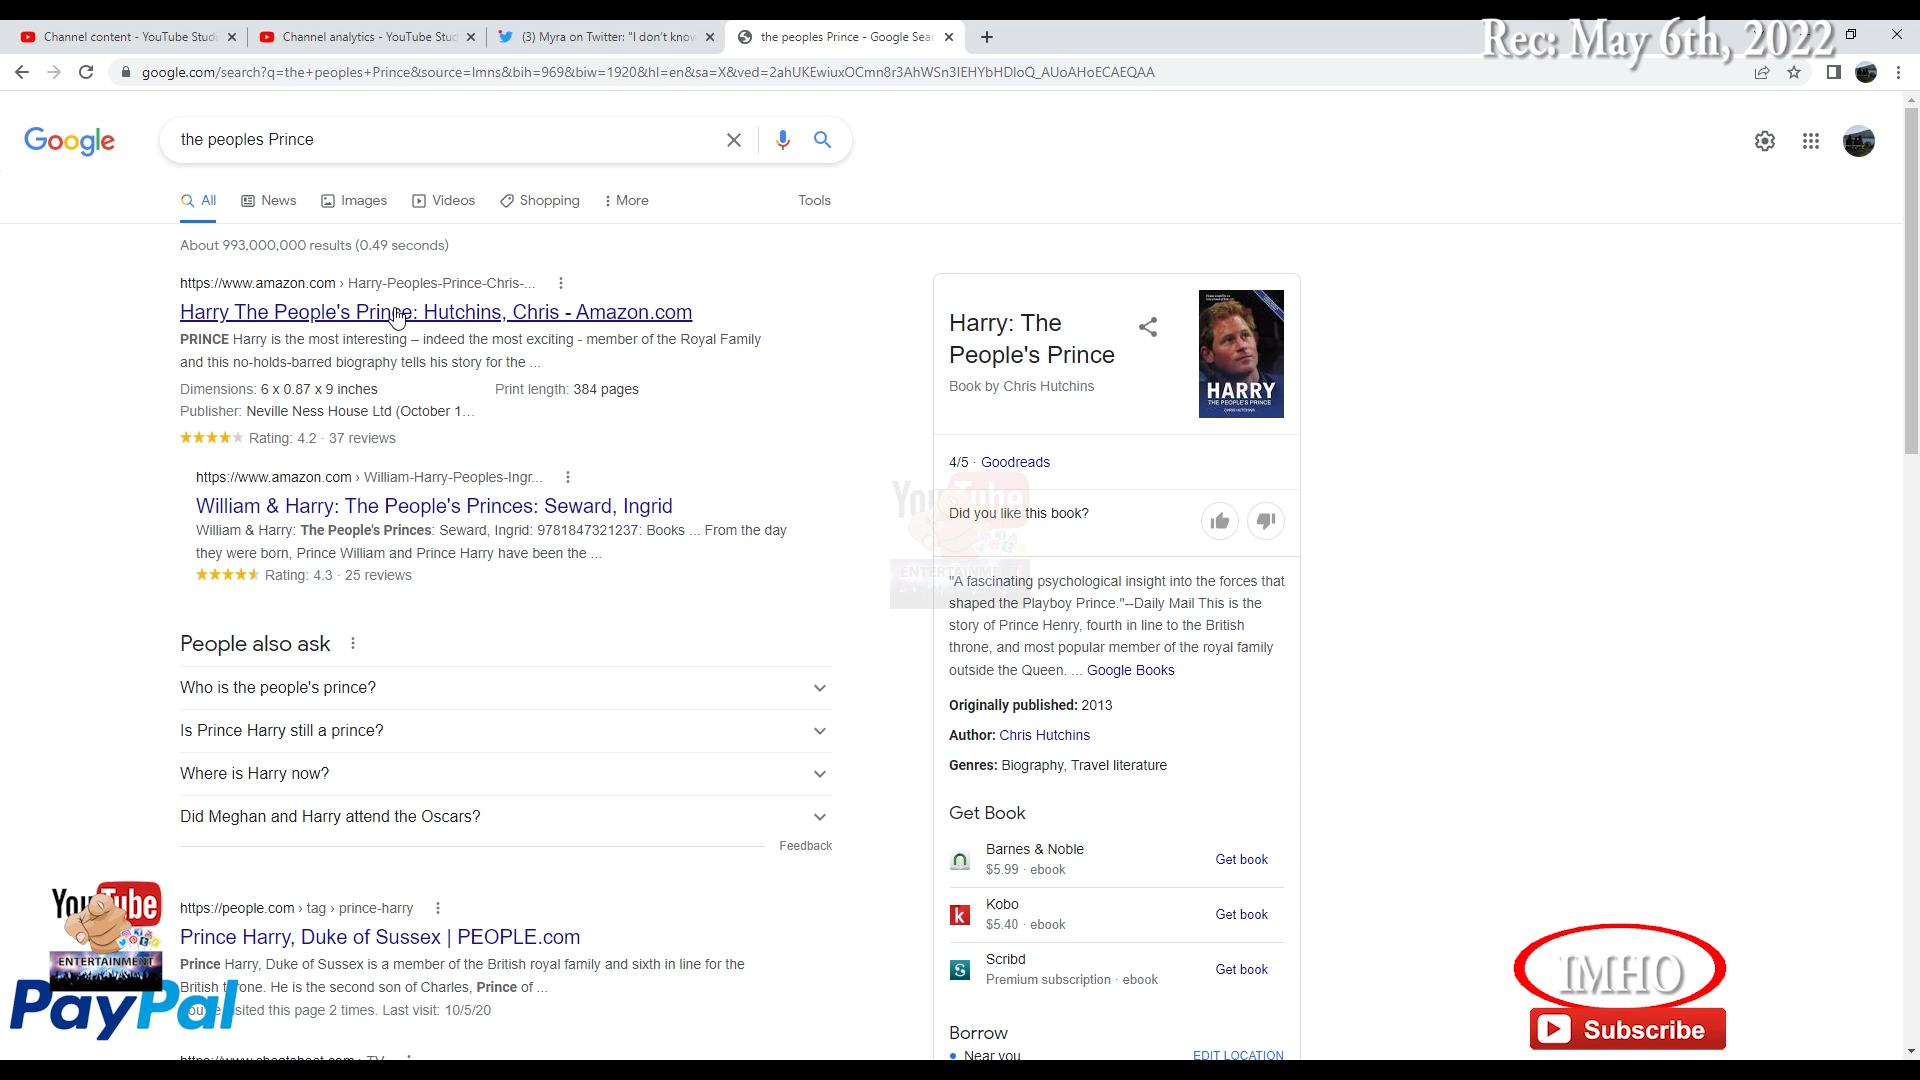 Channel content - YouTube Studi
Channel analytics - YouTube Stud
(3) Myra on Twitter: "I don't know
the peoples Prince - Google Sear
Rec: May 6th, 2022
google.com/search?q=the+peoples+Prince&source=lmns&bih=969&biw=1920&hl=en&sa=X&ved=2ahUKEwiuxOCmn8r3AhWSn3IEHYbHDloQ_AUoAHoECAEQAA
Google
the peoples Prince
All News Images Videos Shopping More Tools
About 993,000,000 results (0.49 seconds)
https://www.amazon.com › Harry-Peoples-Prince-Chris-...
Harry The People's Prince: Hutchins, Chris - Amazon.com
PRINCE Harry is the most interesting – indeed the most exciting - member of the Royal Family
and this no-holds-barred biography tells his story for the ...
Dimensions: 6 x 0.87 x 9 inches Print length: 384 pages
Publisher: Neville Ness House Ltd (October 1...
Rating: 4.2 · 37 reviews
https://www.amazon.com › William-Harry-Peoples-Ingr...
William & Harry: The People's Princes: Seward, Ingrid
William & Harry: The People's Princes: Seward, Ingrid: 9781847321237: Books ... From the day
they were born, Prince William and Prince Harry have been the ...
Rating: 4.3 · 25 reviews
People also ask
Who is the people's prince?
Is Prince Harry still a prince?
Where is Harry now?
Did Meghan and Harry attend the Oscars?
Feedback
https://people.com › tag › prince-harry
Prince Harry, Duke of Sussex | PEOPLE.com
Prince Harry, Duke of Sussex is a member of the British royal family and sixth in line for the
British throne. He is the second son of Charles, Prince of ...
visited this page 2 times. Last visit: 10/5/20
YouTube
ENTERTAINMENT
PayPal
Harry: The
People's Prince
Book by Chris Hutchins
HARRY
THE PEOPLE'S PRINCE
CHRIS HUTCHINS
4/5 · Goodreads
YouTube
ENTERTAINMENT
Did you like this book?
"A fascinating psychological insight into the forces that
shaped the Playboy Prince."--Daily Mail This is the
story of Prince Henry, fourth in line to the British
throne, and most popular member of the royal family
outside the Queen. ... Google Books
Originally published: 2013
Author: Chris Hutchins
Genres: Biography, Travel literature
Get Book
Barnes & Noble
$5.99 · ebook
Get book
Kobo
$5.40 · ebook
Get book
Scribd
Premium subscription · ebook
Get book
Borrow
Near you
EDIT LOCATION
IMHO
Subscribe